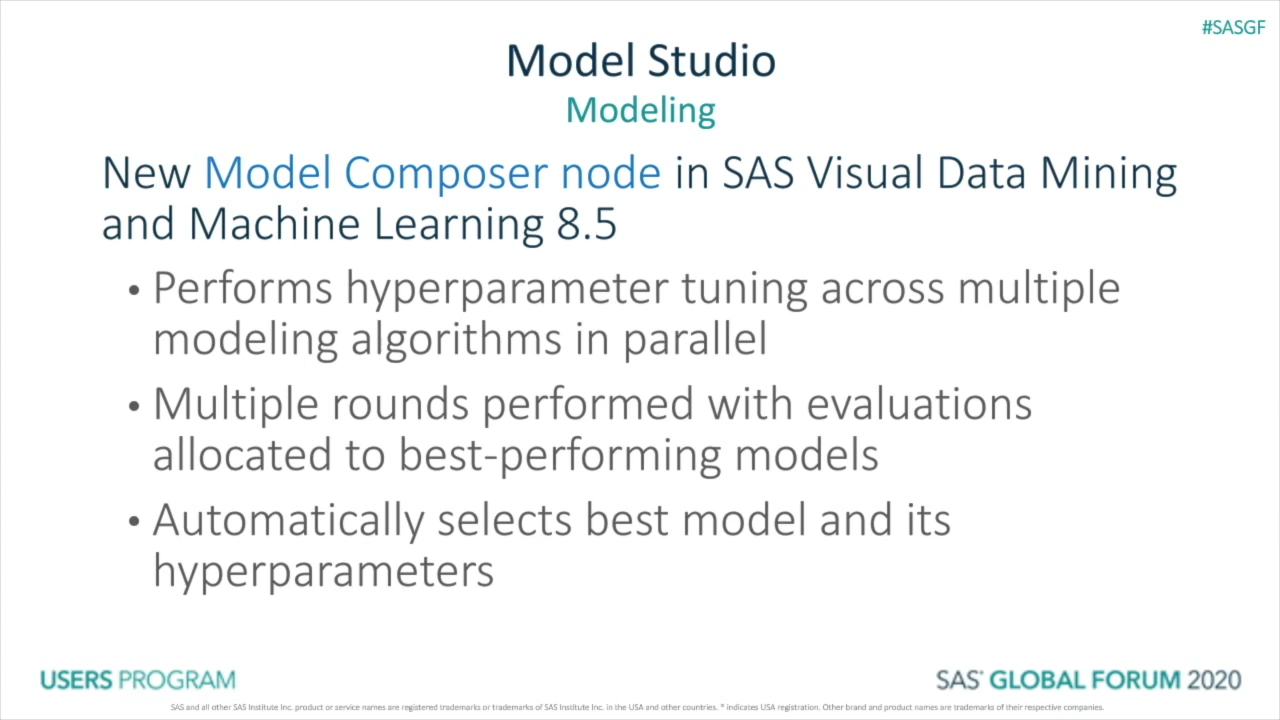 #SASGF
Model Studio
Modeling
New Model Composer node in SAS Visual Data Mining
and Machine Learning 8.5
• Performs hyperparameter tuning across multiple
modeling algorithms in parallel
• Multiple rounds performed with evaluations
allocated to best-performing models
• Automatically selects best model and its
hyperparameters
USERS PROGRAM
SAS® GLOBAL FORUM 2020
SAS and all other SAS Institute Inc. product or service names are registered trademarks or trademarks of SAS Institute Inc. in the USA and other countries. ® indicates USA registration. Other brand and product names are trademarks of their respective companies.